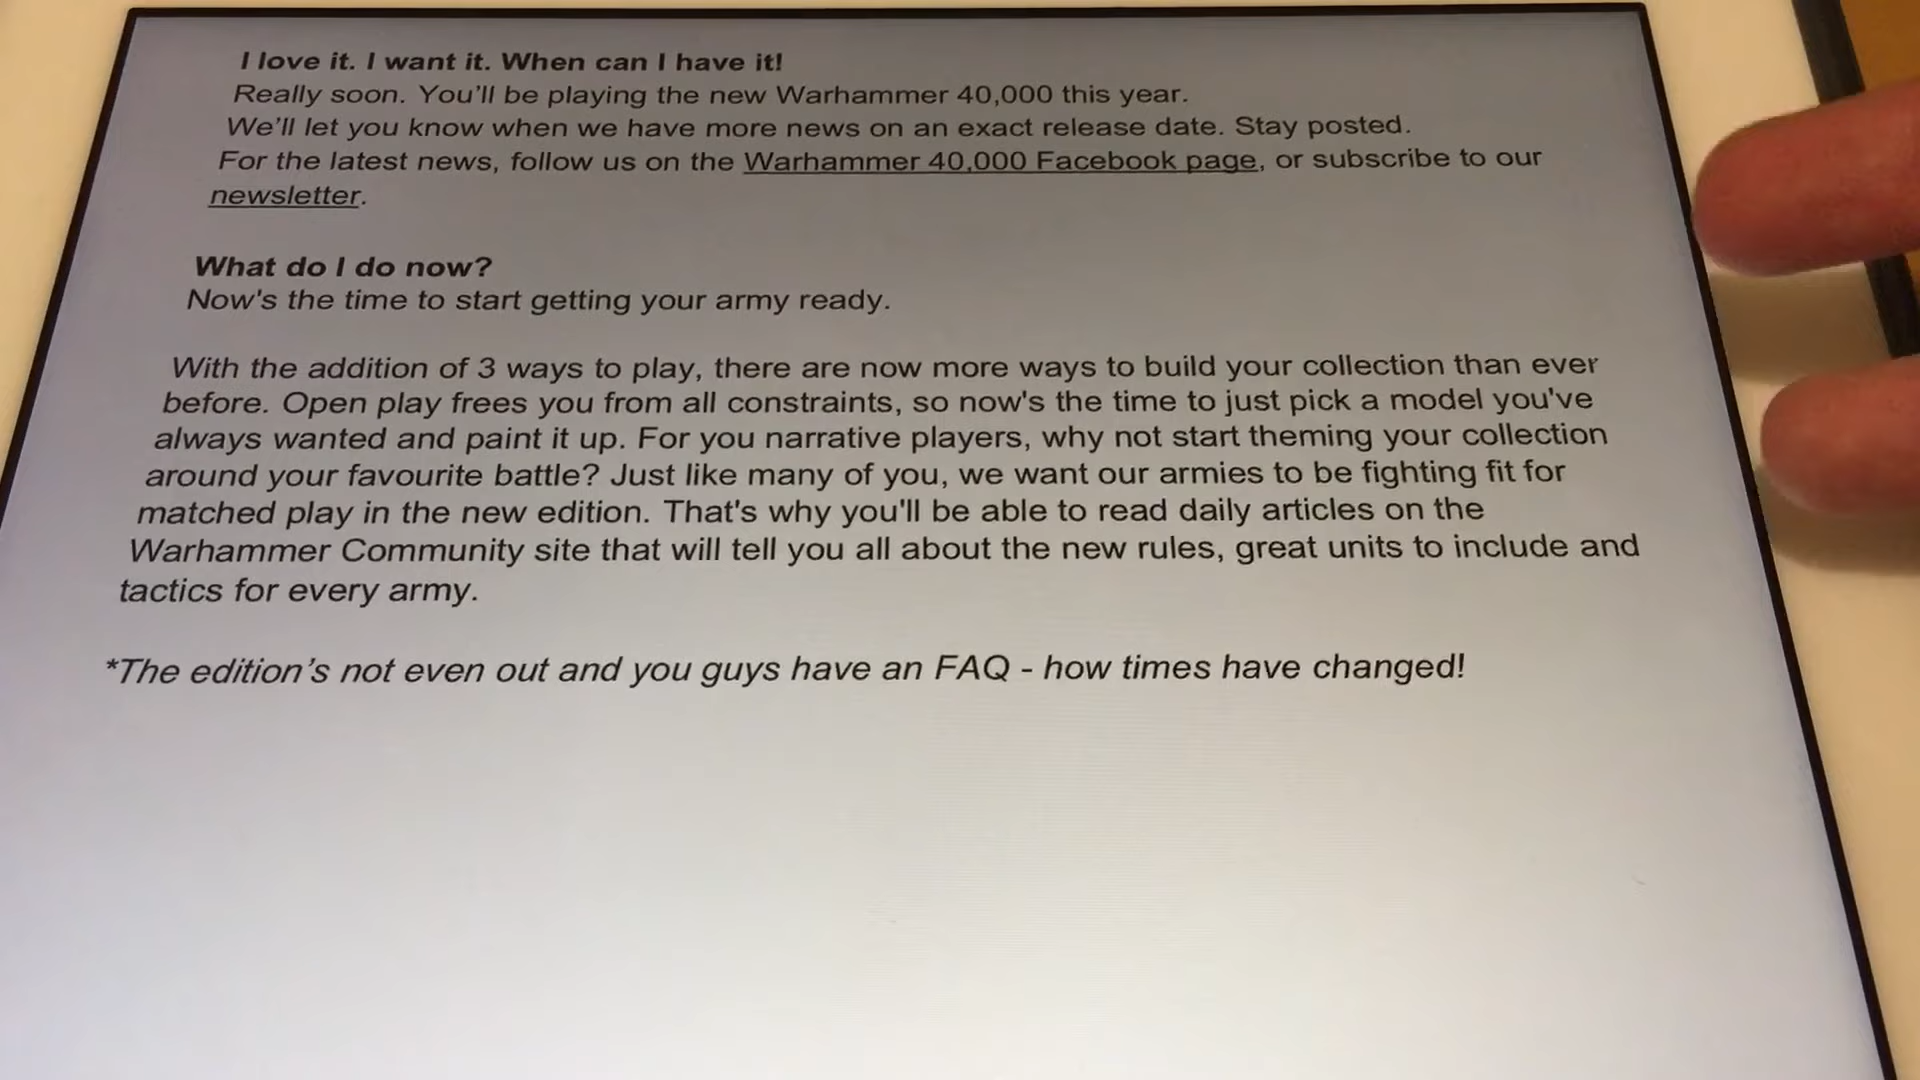 I love it. I want it. When can I have it!
Really soon. You'll be playing the new Warhammer 40,000 this year.
We'll let you know when we have more news on an exact release date. Stay posted.
For the latest news, follow us on the Warhammer 40,000 Facebook page, or subscribe to our
newsletter.
What do I do now?
Now's the time to start getting your army ready.
With the addition of 3 ways to play, there are now more ways to build your collection than ever
before. Open play frees you from all constraints, so now's the time to just pick a model you've
always wanted and paint it up. For you narrative players, why not start theming your collection
around your favourite battle? Just like many of you, we want our armies to be fighting fit for
matched play in the new edition. That's why you'll be able to read daily articles on the
Warhammer Community site that will tell you all about the new rules, great units to include and
tactics for every army.
*The edition's not even out and you guys have an FAQ - how times have changed!